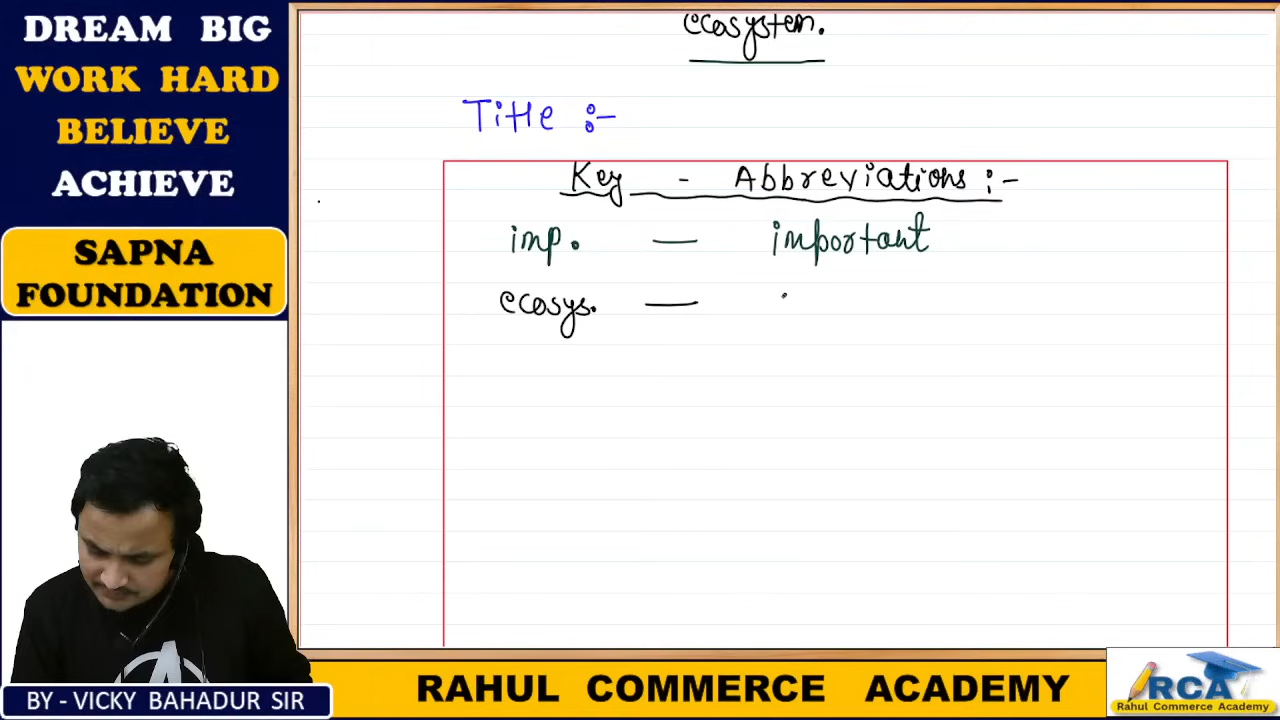 DREAM BIG
WORK HARD
BELIEVE
ACHIEVE
SAPNA
FOUNDATION
ecosystem.
Title :-
Key - Abbreviations :-
imp. — important
ecosys. —
BY - VICKY BAHADUR SIR
RAHUL COMMERCE ACADEMY
RCA
Rahul Commerce Academy